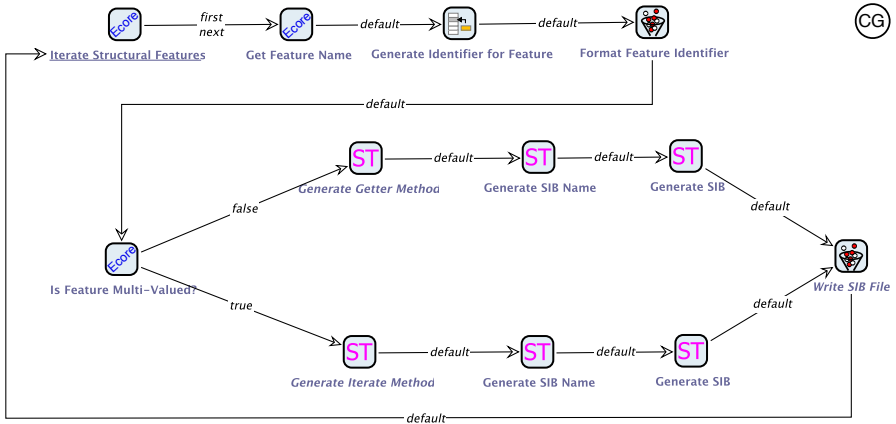 first
next
default
default
CG
Ecore
Ecore
Iterate Structural Features
Get Feature Name
Generate Identifier for Feature
Format Feature Identifier
default
ST
default
ST
default
ST
Generate Getter Method
Generate SIB Name
Generate SIB
false
default
Ecore
Is Feature Multi-Valued?
Write SIB File
true
default
ST
default
ST
default
ST
Generate Iterate Method
Generate SIB Name
Generate SIB
default